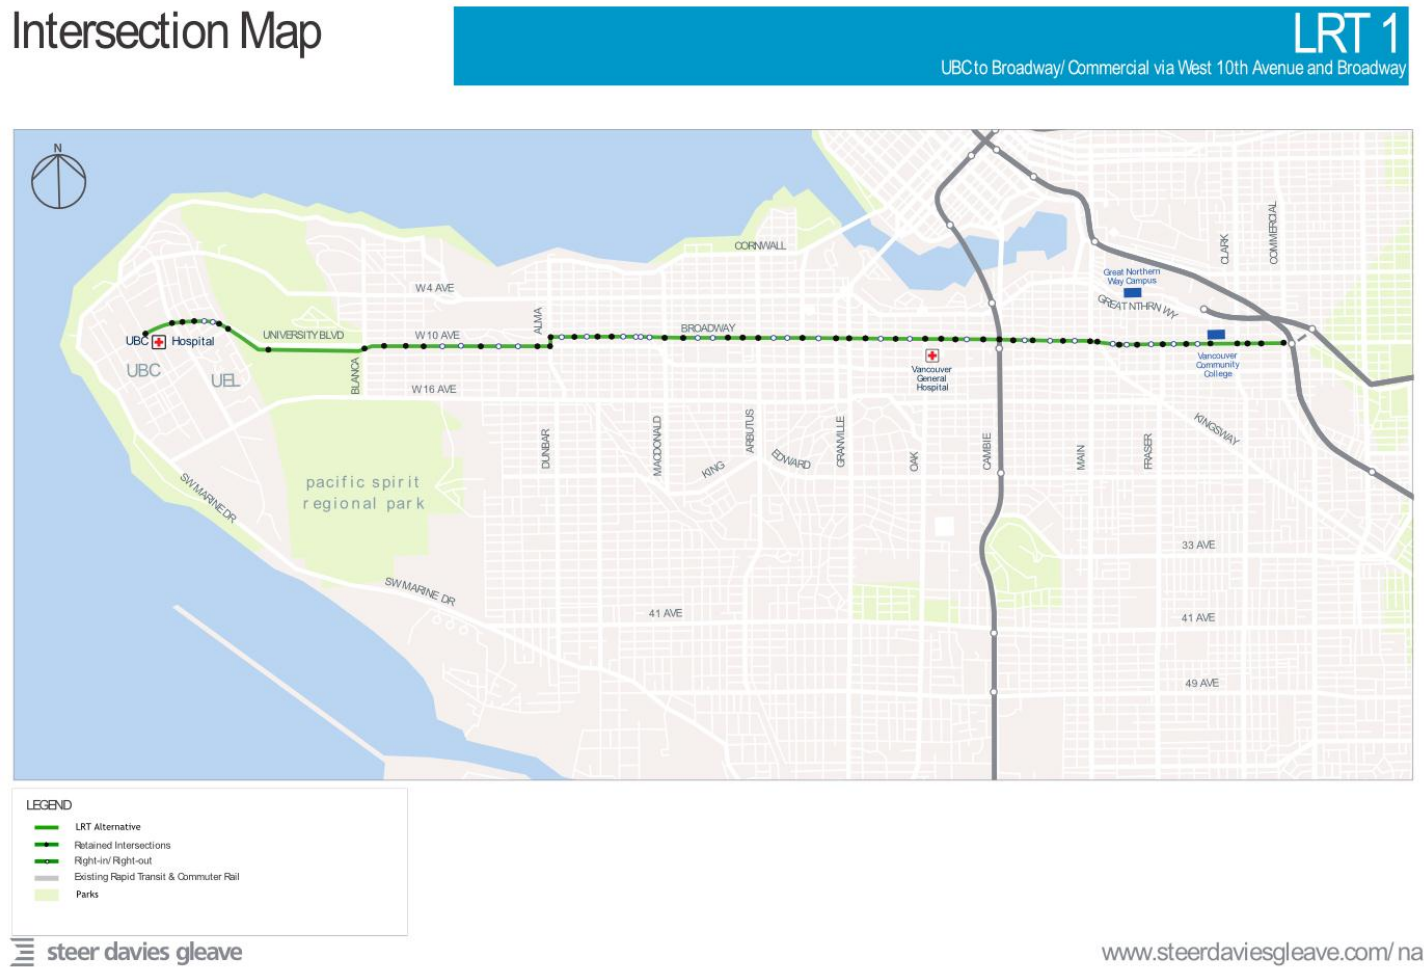 Intersection Map
LRT 1
UBC to Broadway/ Commercial via West 10th Avenue and Broadway
N
CORNWALL
W 4 AVE
ALMA
UNIVERSITY BLVD
W 10 AVE
BROADWAY
UBC
Hospital
UBC
UEL
BLANCA
W 16 AVE
CLARK
COMMERCIAL
Great Northern
Way Campus
GREAT NTHRN WY
Vancouver
General
Hospital
Vancouver
Community
College
DUNBAR
MACDONALD
ARBUTUS
KING
EDWARD
GRANVILLE
OAK
CAMBIE
MAIN
FRASER
KINGSWAY
pacific spirit
regional park
SW MARINE DR
33 AVE
SW MARINE DR
41 AVE
41 AVE
49 AVE
LEGEND
LRT Alternative
Retained Intersections
Right-in/ Right-out
Existing Rapid Transit & Commuter Rail
Parks
steer davies gleave
www.steerdaviesgleave.com/ na